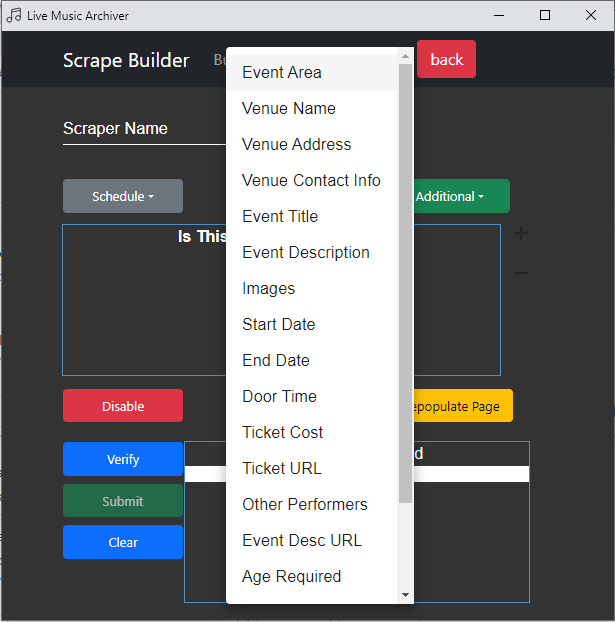 Live Music Archiver
Scrape Builder
back
Scraper Name
Schedule
Additional
Is This
Disable
epopulate Page
Verify
Submit
Clear
Event Area
Venue Name
Venue Address
Venue Contact Info
Event Title
Event Description
Images
Start Date
End Date
Door Time
Ticket Cost
Ticket URL
Other Performers
Event Desc URL
Age Required